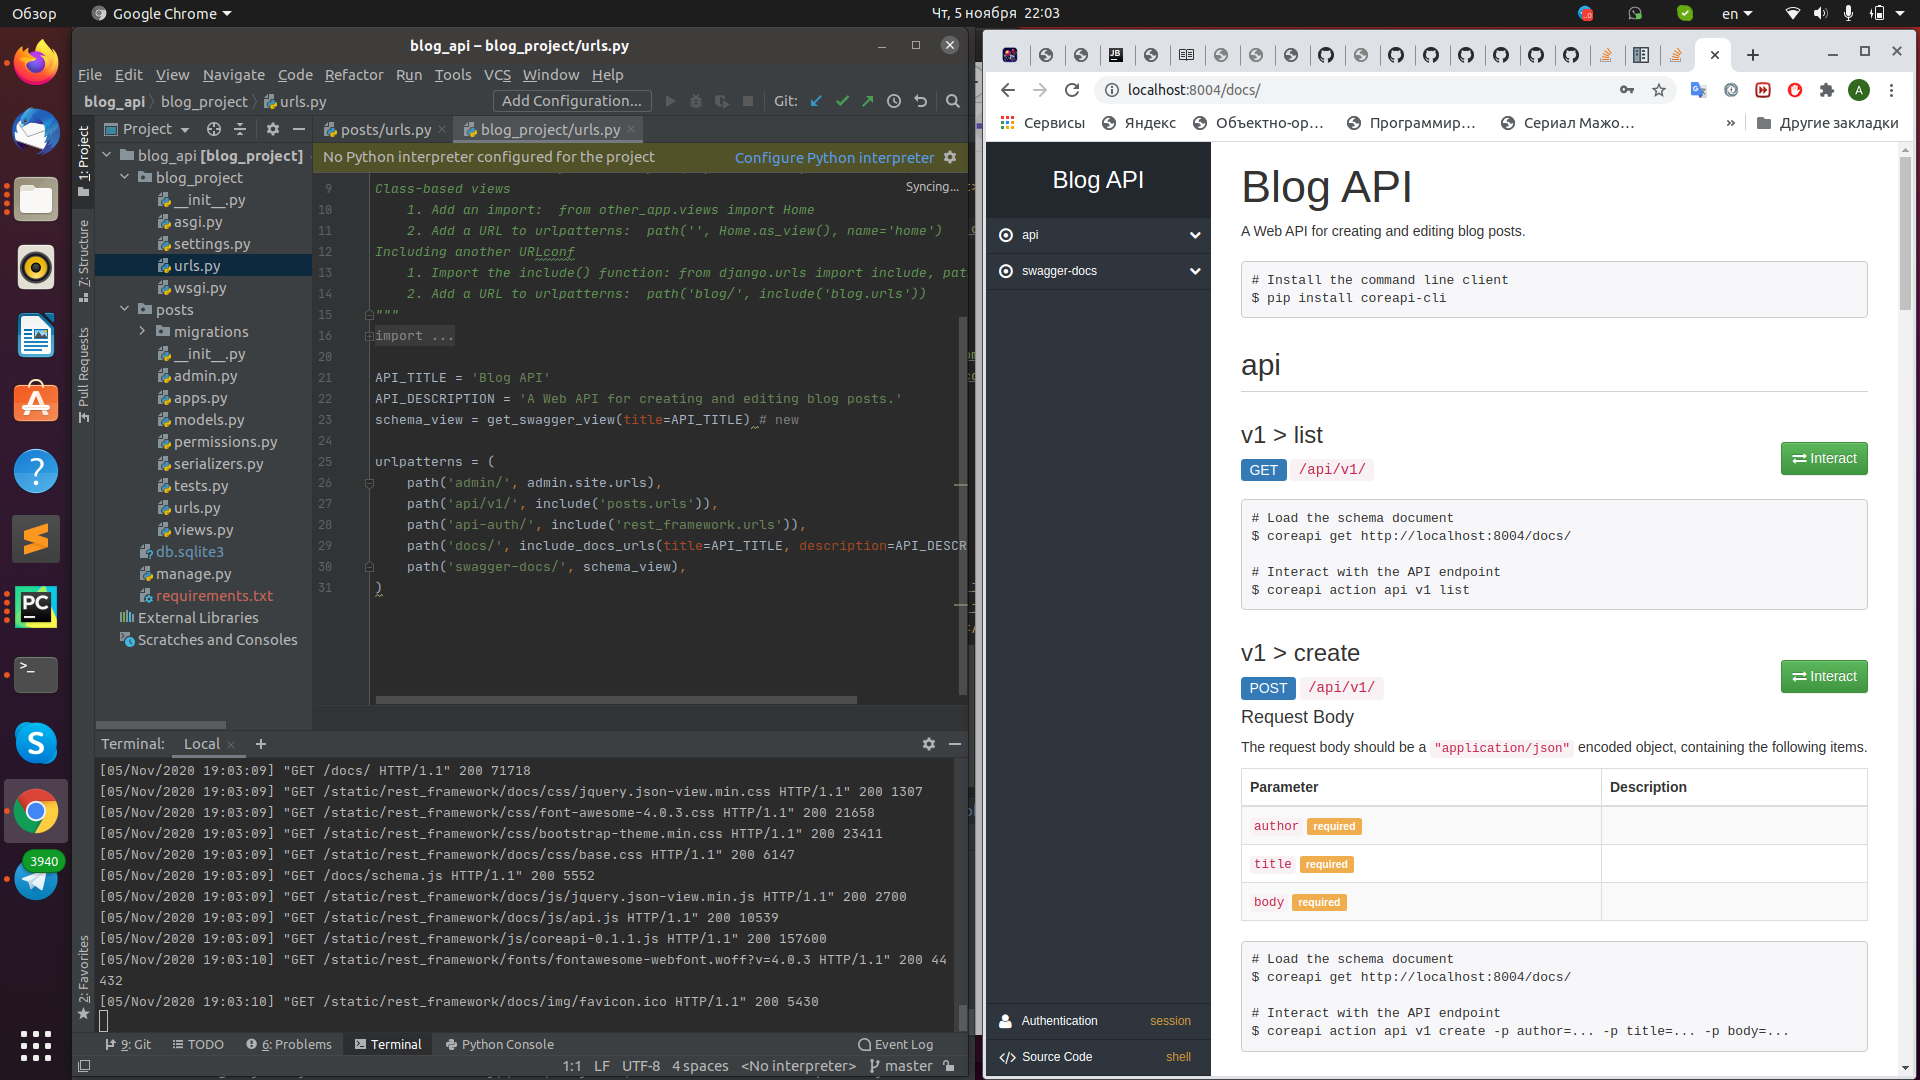 Обзор
Google Chrome
Чт, 5 ноября 22:03
en
blog_api – blog_project/urls.py
File Edit View Navigate Code Refactor Run Tools VCS Window Help
blog_api blog_project urls.py
Add Configuration...
Git:
1: Project
7: Structure
Pull Requests
2: Favorites
Project
blog_api [blog_project]
blog_project
__init__.py
asgi.py
settings.py
urls.py
wsgi.py
posts
migrations
__init__.py
admin.py
apps.py
models.py
permissions.py
serializers.py
tests.py
urls.py
views.py
db.sqlite3
manage.py
requirements.txt
External Libraries
Scratches and Consoles
posts/urls.py
blog_project/urls.py
No Python interpreter configured for the project
Configure Python interpreter
Syncing...
9 Class-based views
10 1. Add an import:  from other_app.views import Home
11 2. Add a URL to urlpatterns:  path('', Home.as_view(), name='home')
12 Including another URLconf
13 1. Import the include() function: from django.urls import include, pat
14 2. Add a URL to urlpatterns:  path('blog/', include('blog.urls'))
15 """
16 import ...
20
21 API_TITLE = 'Blog API'
22 API_DESCRIPTION = 'A Web API for creating and editing blog posts.'
23 schema_view = get_swagger_view(title=API_TITLE) # new
24
25 urlpatterns = (
26 path('admin/', admin.site.urls),
27 path('api/v1/', include('posts.urls')),
28 path('api-auth/', include('rest_framework.urls')),
29 path('docs/', include_docs_urls(title=API_TITLE, description=API_DESCR
30 path('swagger-docs/', schema_view),
31 )
Terminal: Local
[05/Nov/2020 19:03:09] "GET /docs/ HTTP/1.1" 200 71718
[05/Nov/2020 19:03:09] "GET /static/rest_framework/docs/css/jquery.json-view.min.css HTTP/1.1" 200 1307
[05/Nov/2020 19:03:09] "GET /static/rest_framework/css/font-awesome-4.0.3.css HTTP/1.1" 200 21658
[05/Nov/2020 19:03:09] "GET /static/rest_framework/css/bootstrap-theme.min.css HTTP/1.1" 200 23411
[05/Nov/2020 19:03:09] "GET /static/rest_framework/docs/css/base.css HTTP/1.1" 200 6147
[05/Nov/2020 19:03:09] "GET /docs/schema.js HTTP/1.1" 200 5552
[05/Nov/2020 19:03:09] "GET /static/rest_framework/docs/js/jquery.json-view.min.js HTTP/1.1" 200 2700
[05/Nov/2020 19:03:09] "GET /static/rest_framework/docs/js/api.js HTTP/1.1" 200 10539
[05/Nov/2020 19:03:09] "GET /static/rest_framework/js/coreapi-0.1.1.js HTTP/1.1" 200 157600
[05/Nov/2020 19:03:10] "GET /static/rest_framework/fonts/fontawesome-webfont.woff?v=4.0.3 HTTP/1.1" 200 44
432
[05/Nov/2020 19:03:10] "GET /static/rest_framework/docs/img/favicon.ico HTTP/1.1" 200 5430
9: Git
TODO
6: Problems
Terminal
Python Console
Event Log
1:1 LF UTF-8 4 spaces <No interpreter> master
3940
PC
localhost:8004/docs/
A
Сервисы
Яндекс
Объектно-ор...
Программир...
Сериал Мажо...
»
Другие закладки
Blog API
api
swagger-docs
Authentication session
Source Code shell
Blog API
A Web API for creating and editing blog posts.
# Install the command line client
$ pip install coreapi-cli
api
v1 > list
GET /api/v1/
Interact
# Load the schema document
$ coreapi get http://localhost:8004/docs/
# Interact with the API endpoint
$ coreapi action api v1 list
v1 > create
POST /api/v1/
Interact
Request Body
The request body should be a "application/json" encoded object, containing the following items.
Parameter Description
author required
title required
body required
# Load the schema document
$ coreapi get http://localhost:8004/docs/
# Interact with the API endpoint
$ coreapi action api v1 create -p author=... -p title=... -p body=...